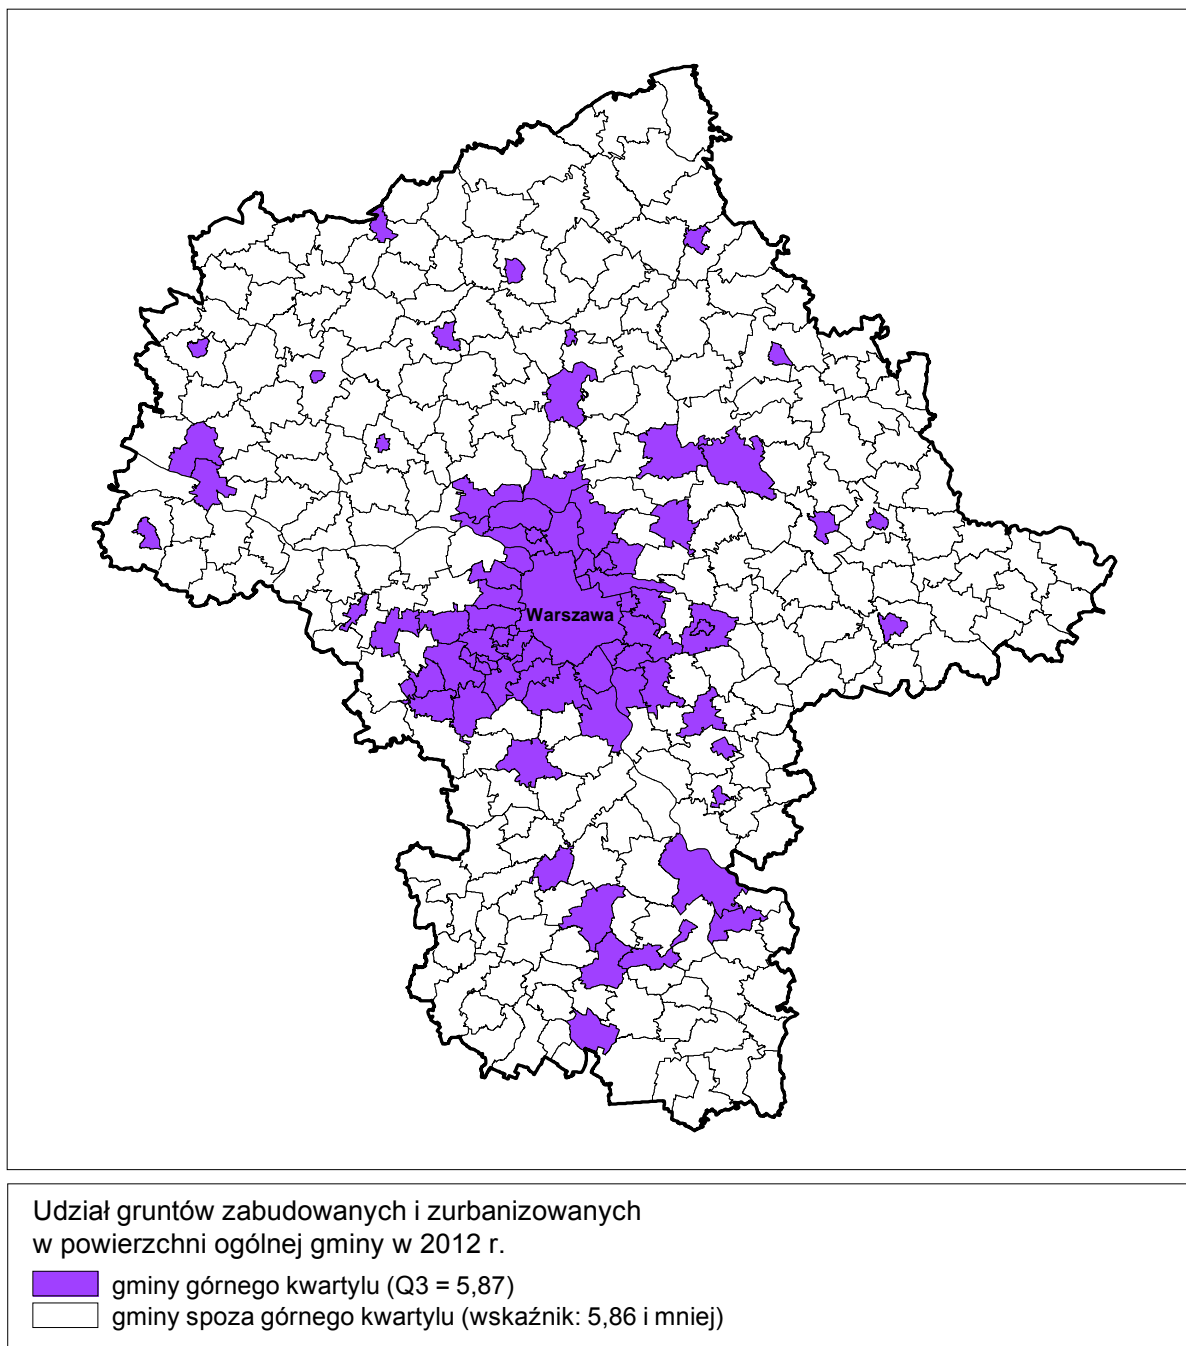 Warszawa
Udział gruntów zabudowanych i zurbanizowanych
w powierzchni ogólnej gminy w 2012 r.
gminy górnego kwartylu (Q3 = 5,87)
gminy spoza górnego kwartylu (wskaźnik: 5,86 i mniej)